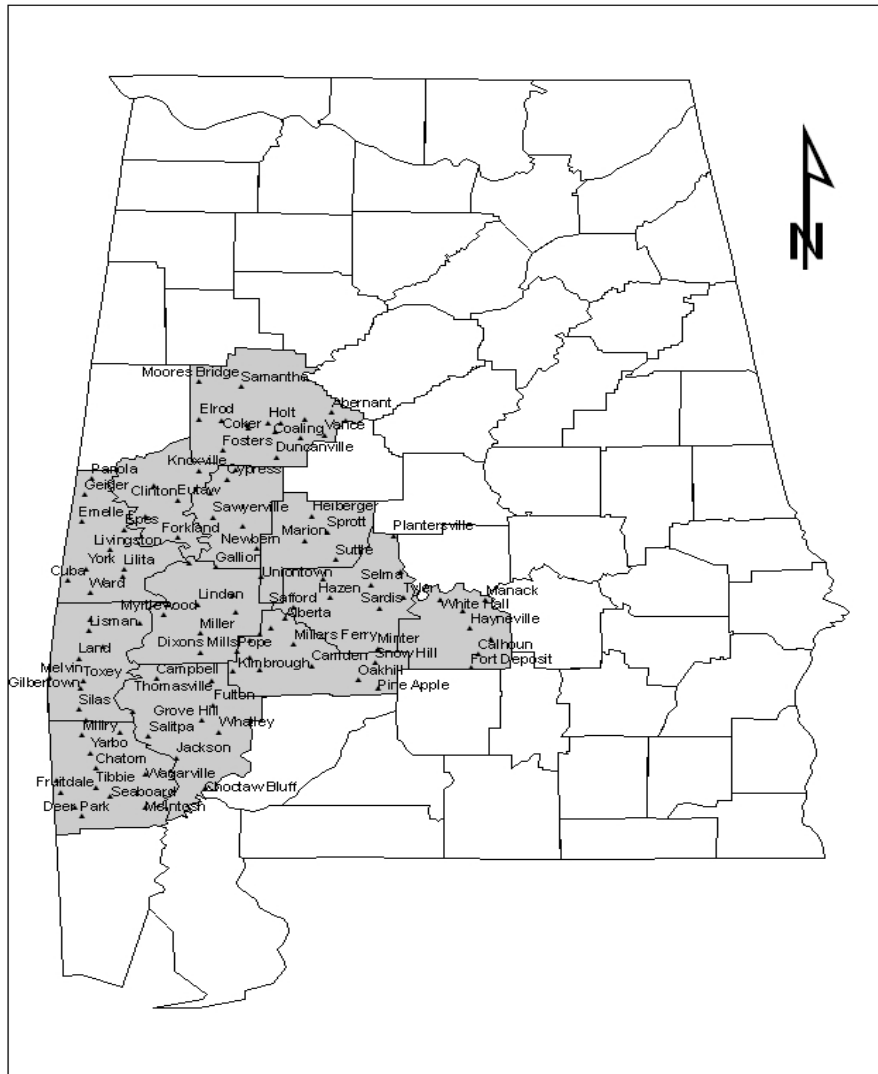 Moores Bridge
Samantha
Abernant
Elrod
Holt
Coker
Coaling
Vance
Fosters
Duncanville
Knoxville
Panola
Cypress
Geiger
Clinton
Eutaw
Emelle
Epes
Sawyerville
Heiberger
Forkland
Sprott
Plantersville
Livingston
Newbern
Marion
York
Lilita
Gallion
Suttle
Cuba
Uniontown
Selma
Ward
Linden
Hazen
Tyler
Manack
Myrtlewood
Safford
Sardis
White Hall
Lisman
Alberta
Miller
Hayneville
Dixons Mills
Pope
Millers Ferry
Minter
Calhoun
Land
Snow Hill
Fort Deposit
Melvin
Toxey
Campbell
Kimbrough
Camden
Oakhill
Gilbertown
Thomasville
Pine Apple
Silas
Fulton
Grove Hill
Whatley
Millry
Salitpa
Yarbo
Jackson
Chatom
Tibbie
Wagarville
Fruitdale
Seaboard
Choctaw Bluff
Deer Park
McIntosh
N